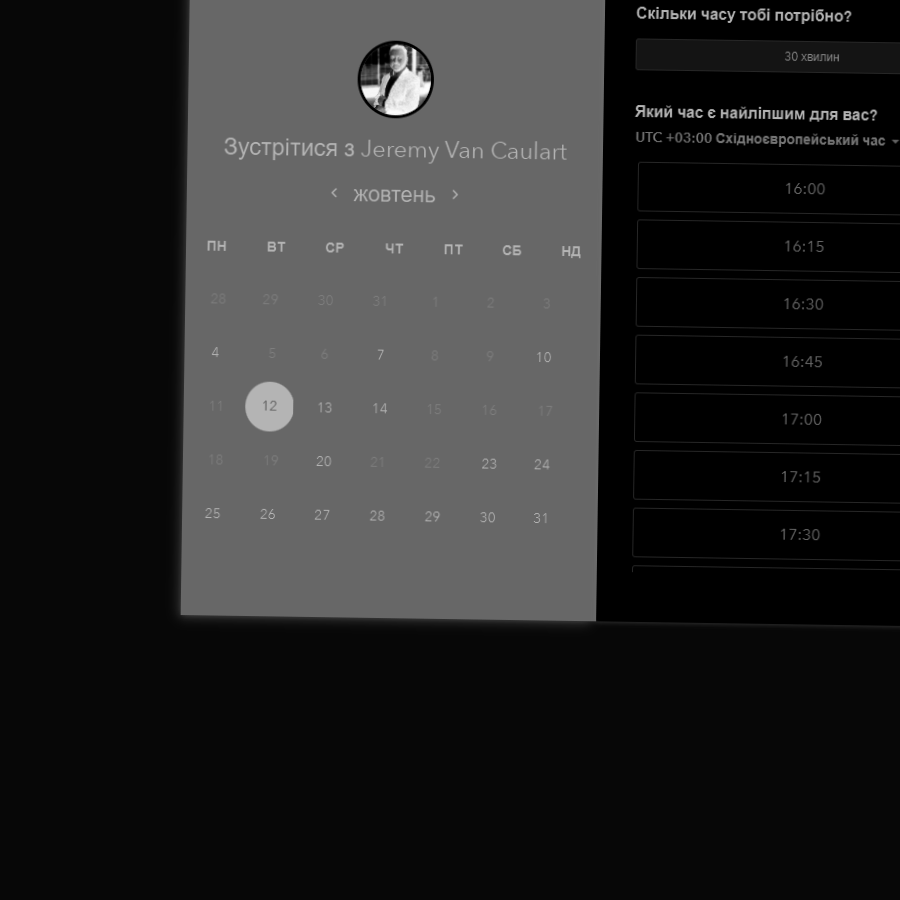 Зустрітися з Jeremy Van Caulart
жовтень
ПН ВТ СР ЧТ ПТ СБ НД
28 29 30 31 1 2 3
4 5 6 7 8 9 10
11 12 13 14 15 16 17
18 19 20 21 22 23 24
25 26 27 28 29 30 31
Скільки часу тобі потрібно?
30 хвилин
Який час є найліпшим для вас?
UTC +03:00 Східноєвропейський час
16:00
16:15
16:30
16:45
17:00
17:15
17:30